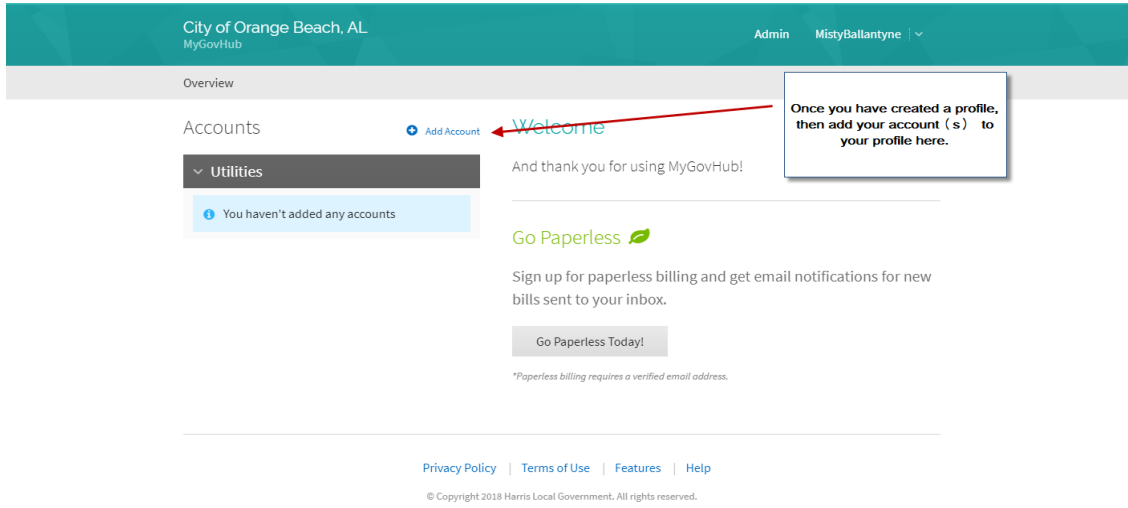 City of Orange Beach, AL
MyGovHub
Admin
MistyBallantyne
Overview
Once you have created a profile,
then add your account（s） to
your profile here.
Accounts
Add Account
Utilities
You haven't added any accounts
Welcome
And thank you for using MyGovHub!
Go Paperless
Sign up for paperless billing and get email notifications for new
bills sent to your inbox.
Go Paperless Today!
*Paperless billing requires a verified email address.
Privacy Policy | Terms of Use | Features | Help
© Copyright 2018 Harris Local Government. All rights reserved.